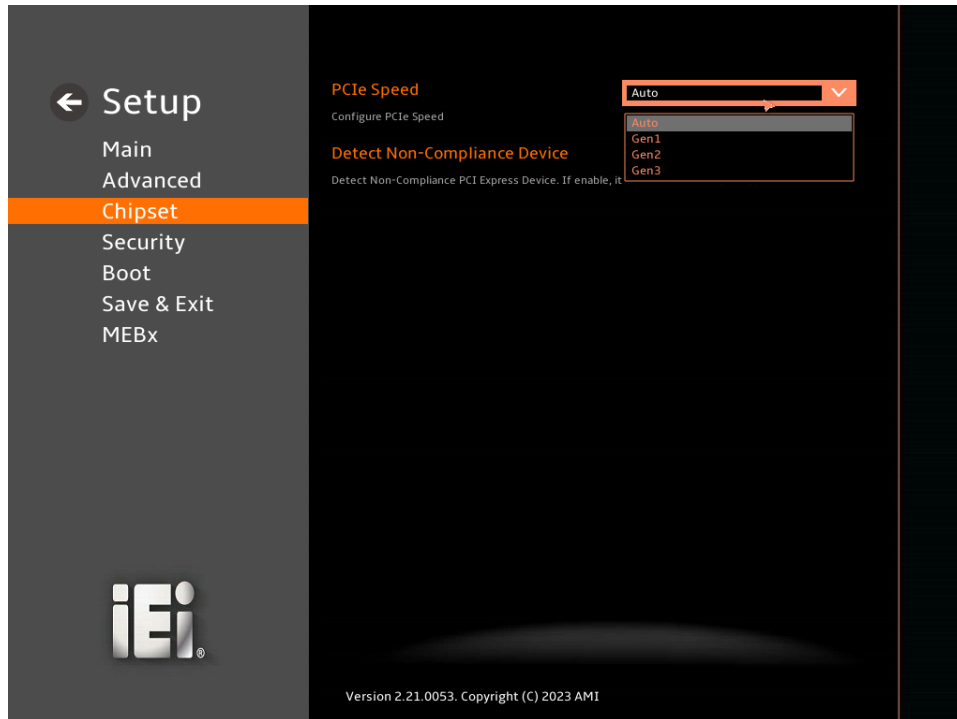 Setup
Main
Advanced
Chipset
Security
Boot
Save & Exit
MEBx
iEi®
PCIe Speed
Auto
Configure PCIe Speed
Auto
Gen1
Gen2
Gen3
Detect Non-Compliance Device
Detect Non-Compliance PCI Express Device. If enable, it
Version 2.21.0053. Copyright (C) 2023 AMI